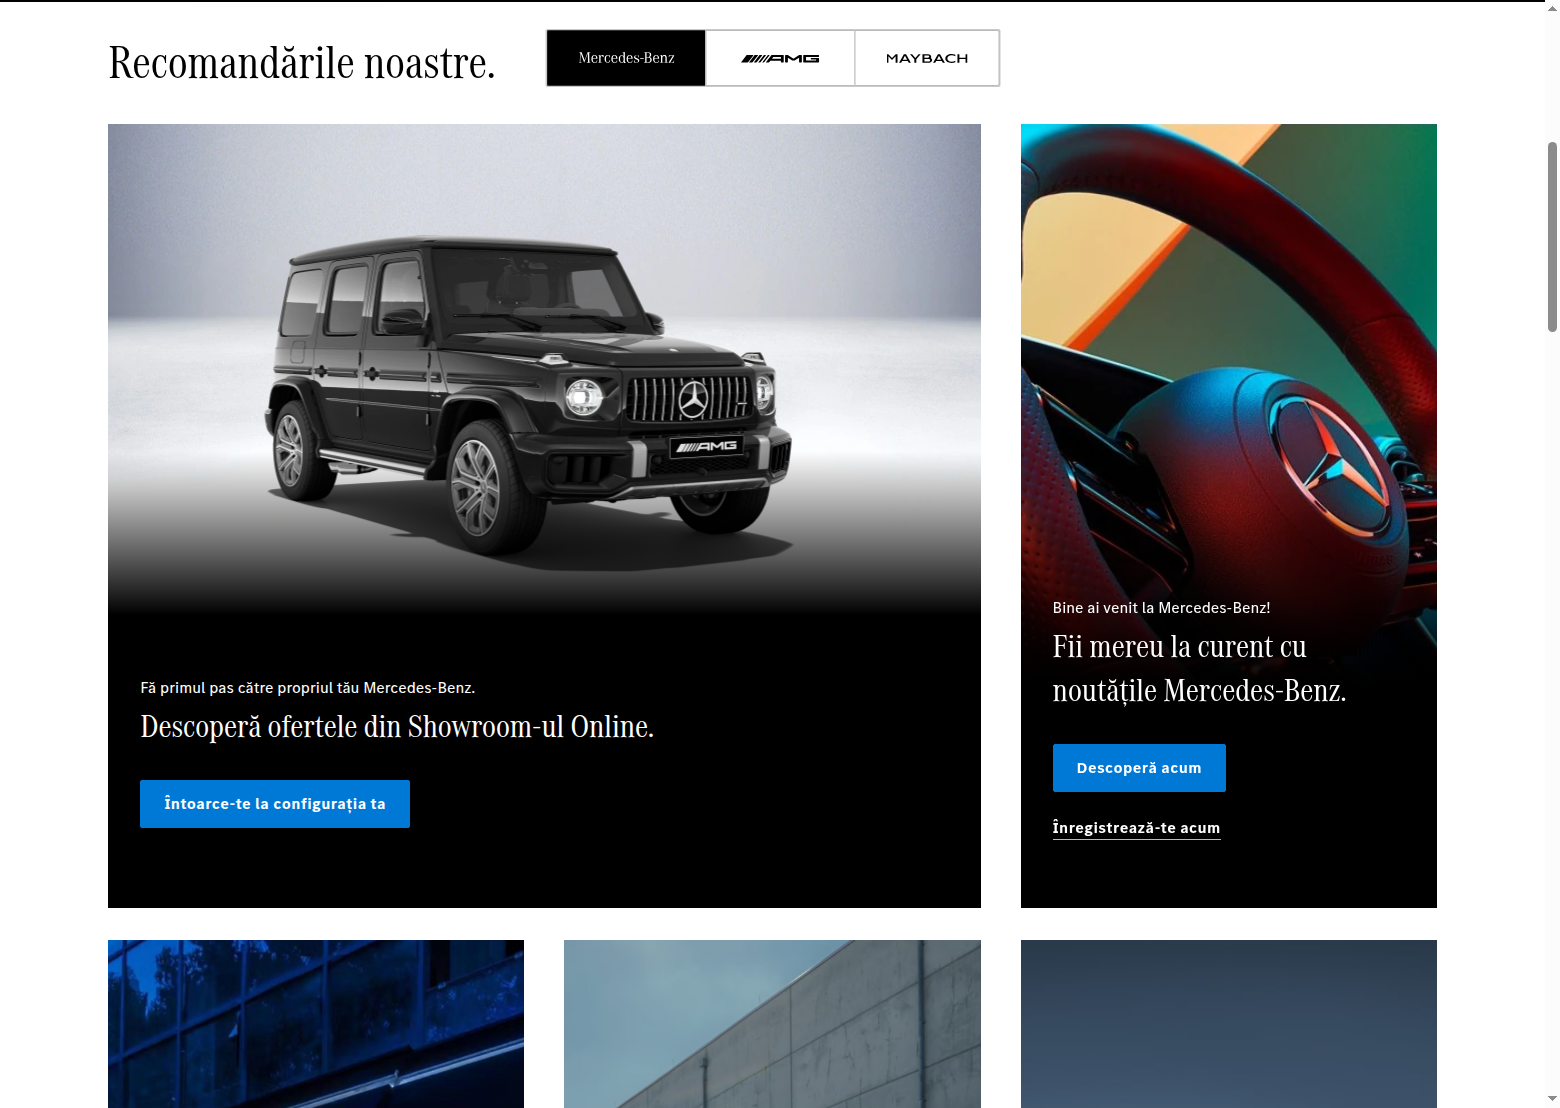 Recomandările noastre.
Mercedes-Benz
AMG
MAYBACH
AMG
Fă primul pas către propriul tău Mercedes-Benz.
Descoperă ofertele din Showroom-ul Online.
Întoarce-te la configurația ta
Bine ai venit la Mercedes-Benz!
Fii mereu la curent cu
noutățile Mercedes-Benz.
Descoperă acum
Înregistrează-te acum